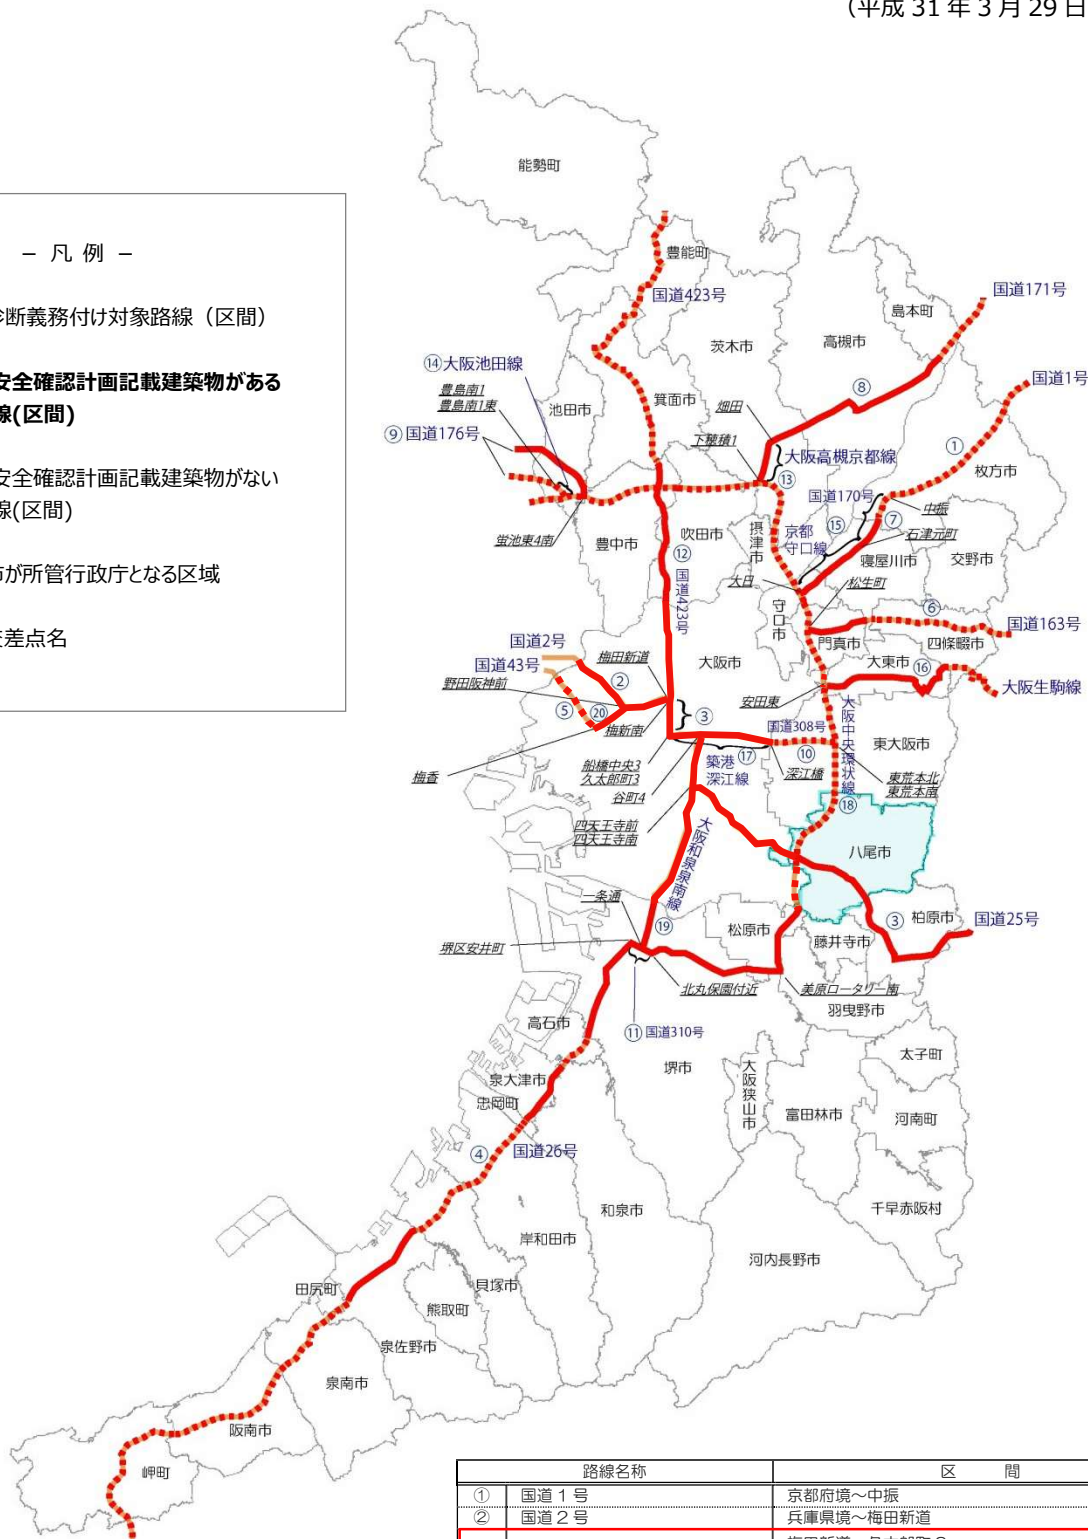 （平成 31 年 3 月 29 日
– 凡 例 –
診断義務付け対象路線（区間）
安全確認計画記載建築物がある
線(区間)
安全確認計画記載建築物がない
線(区間)
市が所管行政庁となる区域
交差点名
能勢町
豊能町
国道423号
国道171号
島本町
高槻市
茨木市
⑭大阪池田線
豊島南1
豊島南1東
池田市
箕面市
畑田
⑧
国道1号
①
⑨国道176号
下穂積1
大阪高槻京都線
⑬
枚方市
国道170号
中振
⑮
⑦
石津元町
蛍池東4南
豊中市
吹田市
摂津市
京都
守口線
寝屋川市
交野市
⑫
国道423号
大日
松生町
守口市
⑥
国道163号
門真市
四條畷市
国道2号
梅田新道
大阪市
大東市
⑯
国道43号
野田阪神前
②
安田東
大阪生駒線
⑤
⑳
梅新南
③
国道308号
大阪中央環状線
東大阪市
梅香
船橋中央3
久太郎町3
築港
深江線
⑰
⑩
深江橋
東荒本北
東荒本南
谷町4
⑱
四天王寺前
四天王寺南
大阪和泉泉南線
八尾市
一条通
⑲
松原市
柏原市
③
国道25号
堺区安井町
藤井寺市
北丸保園付近
美原ロータリー南
羽曳野市
高石市
⑪国道310号
堺市
太子町
泉大津市
大阪狭山市
忠岡町
富田林市
河南町
④
国道26号
和泉市
千早赤阪村
岸和田市
河内長野市
貝塚市
田尻町
熊取町
泉佐野市
泉南市
阪南市
岬町
路線名称 区 間
① 国道１号 京都府境～中振
② 国道２号 兵庫県境～梅田新道